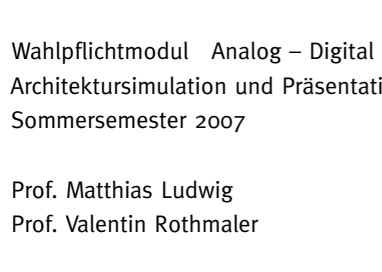 Wahlpflichtmodul Analog – Digital
Architektursimulation und Präsentati
Sommersemester 2007
Prof. Matthias Ludwig
Prof. Valentin Rothmaler